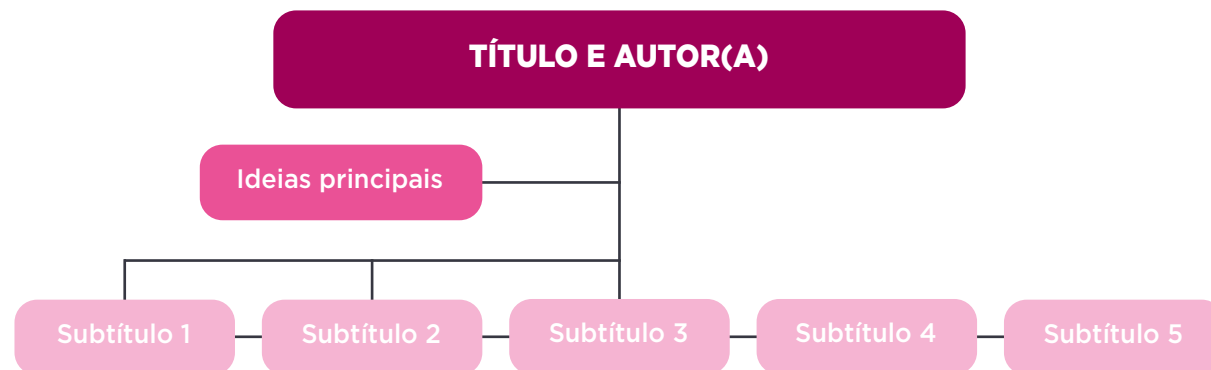 TÍTULO E AUTOR(A)
Ideias principais
Subtítulo 1
Subtítulo 2
Subtítulo 3
Subtítulo 4
Subtítulo 5